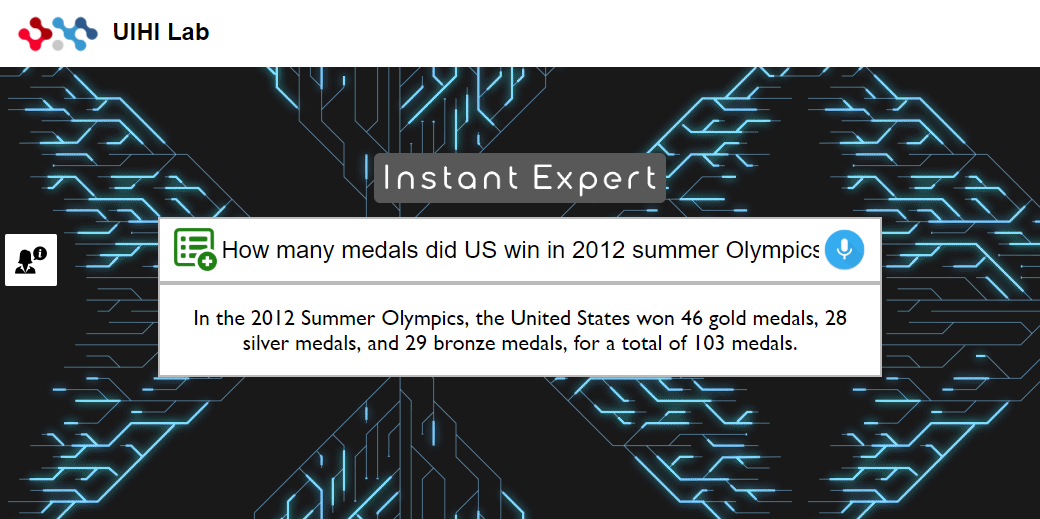 UIHI Lab
Instant Expert
How many medals did US win in 2012 summer Olympics
In the 2012 Summer Olympics, the United States won 46 gold medals, 28
silver medals, and 29 bronze medals, for a total of 103 medals.